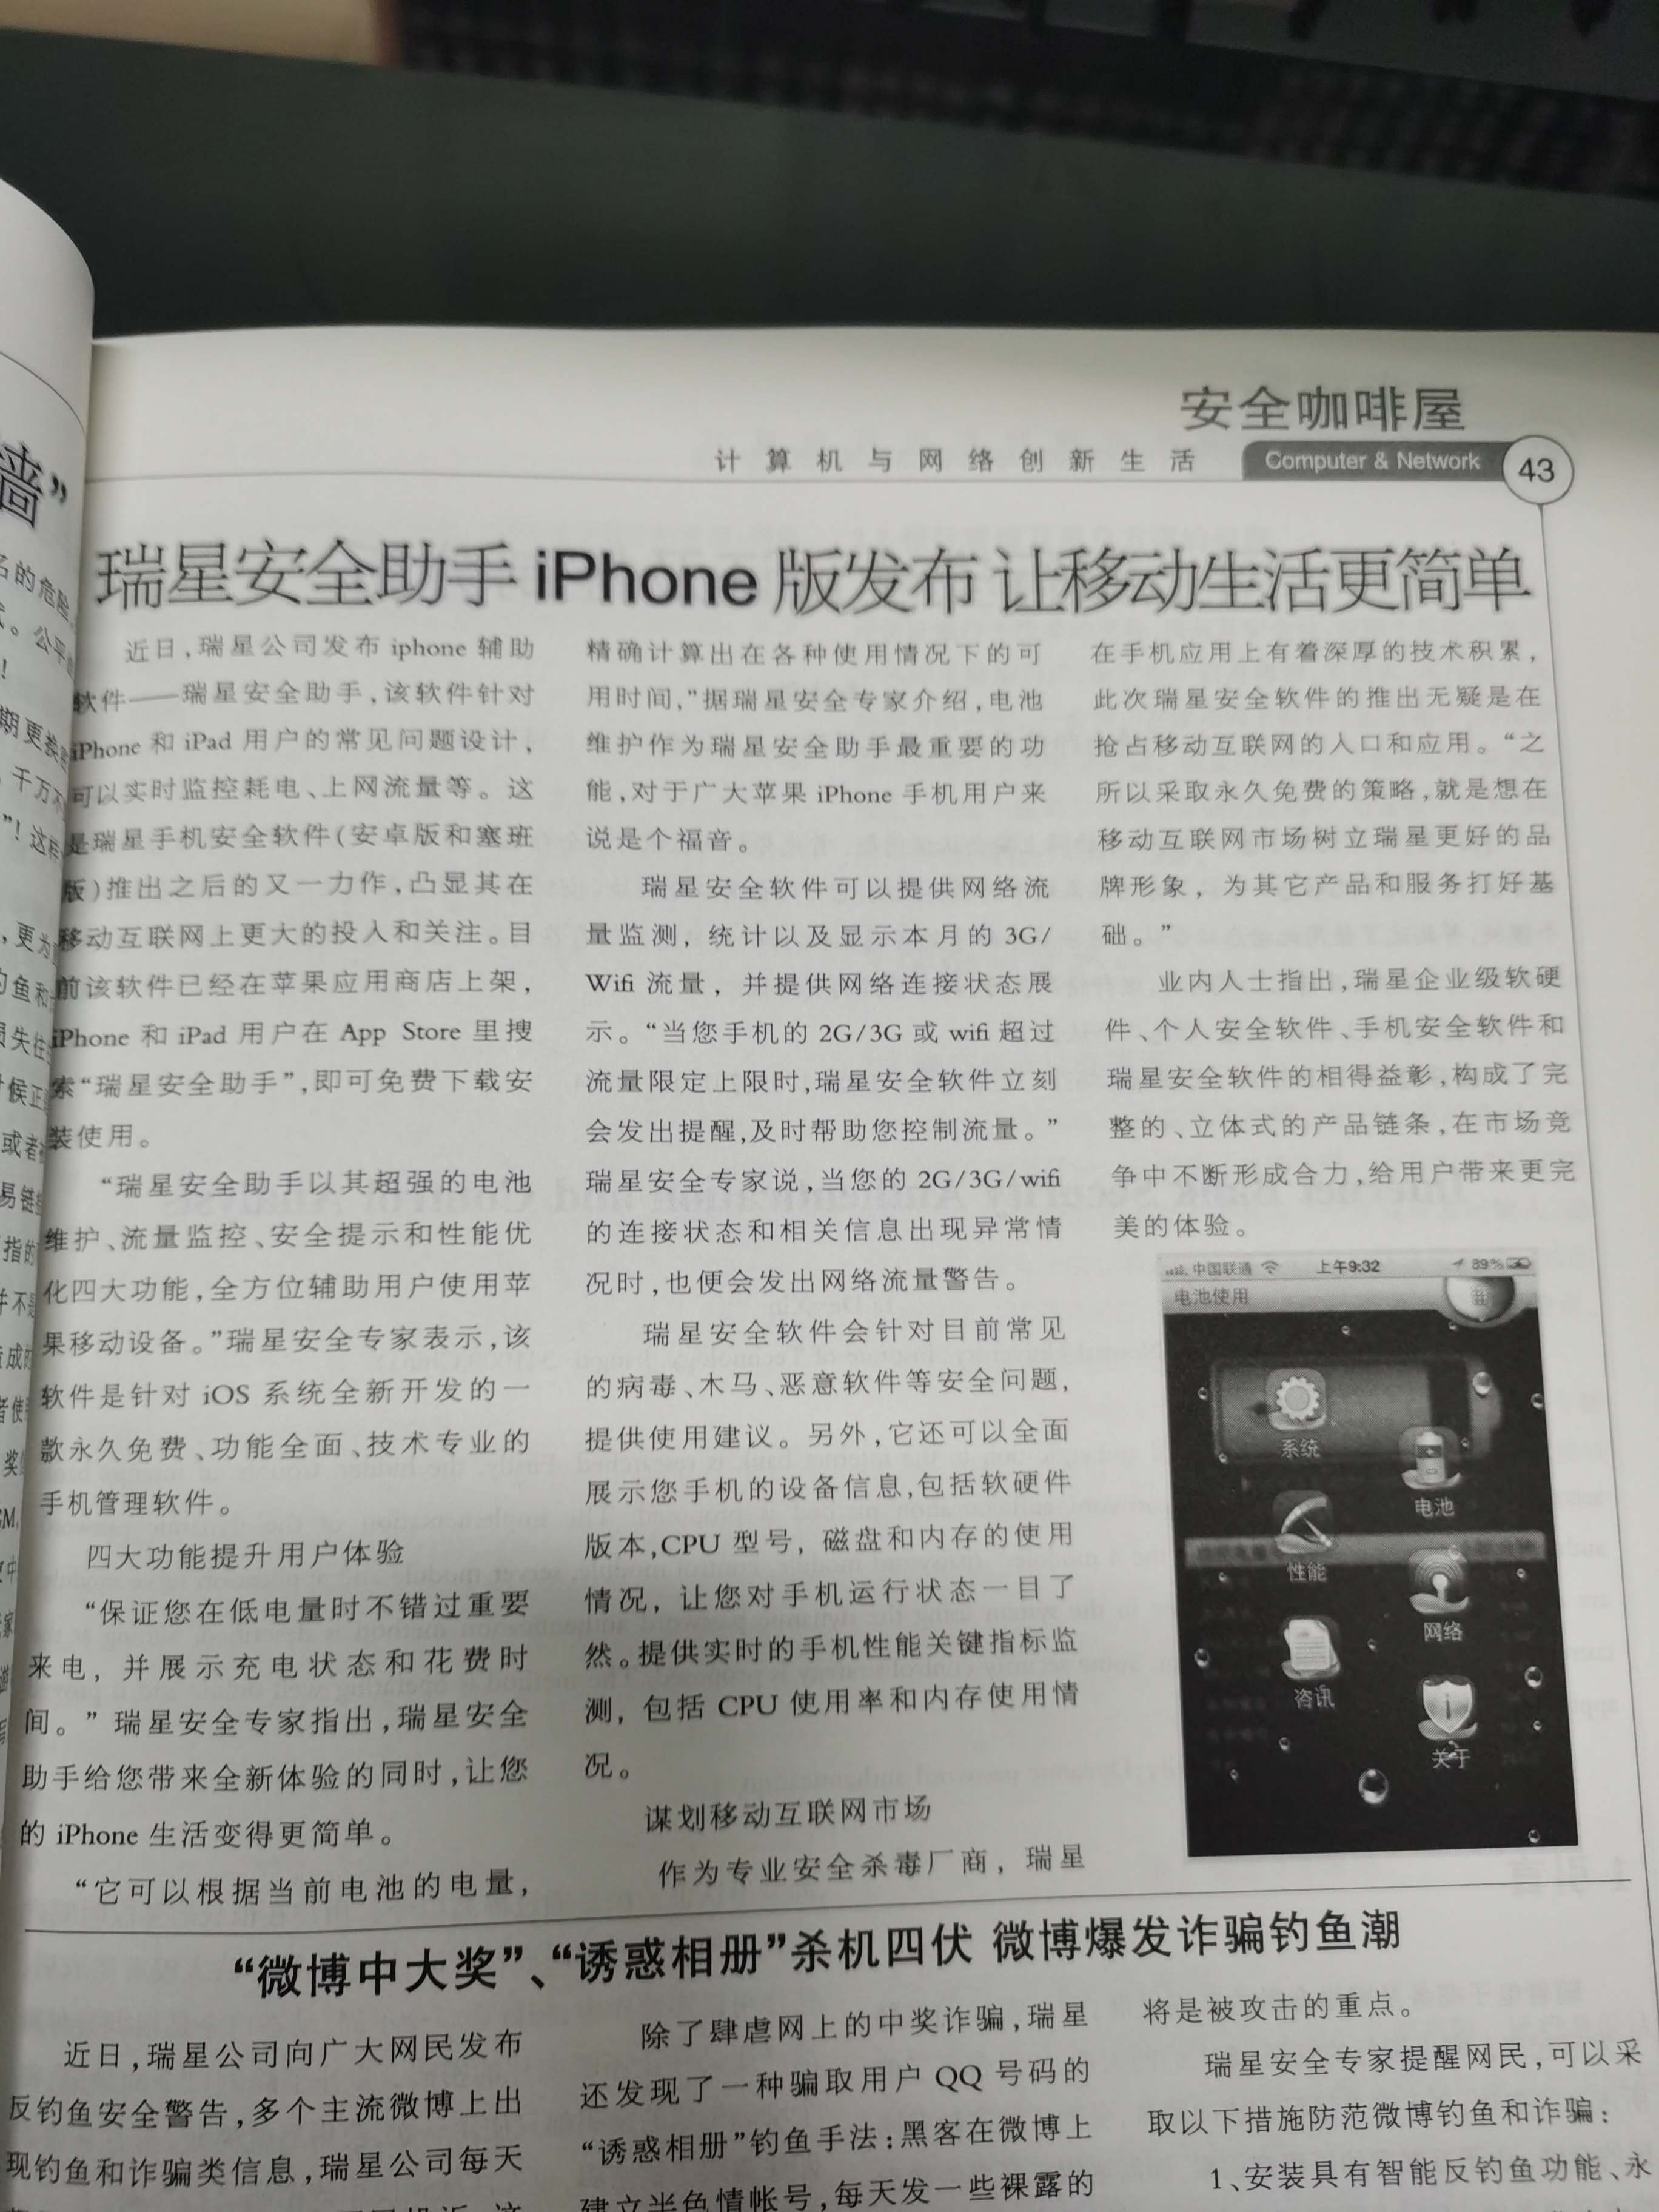 安全咖啡屋
计算机与网络创新生活
Computer & Network
43
瑞星安全助手 iPhone 版发布 让移动生活更简单
近日,瑞星公司发布 iphone 辅助
软件——瑞星安全助手,该软件针对
iPhone 和 iPad 用户的常见问题设计,
可以实时监控耗电、上网流量等。这
是瑞星手机安全软件(安卓版和塞班
版)推出之后的又一力作,凸显其在
移动互联网上更大的投入和关注。目
前该软件已经在苹果应用商店上架,
iPhone 和 iPad 用户在 App Store 里搜
索“瑞星安全助手”,即可免费下载安
装使用。
“瑞星安全助手以其超强的电池
维护、流量监控、安全提示和性能优
化四大功能,全方位辅助用户使用苹
果移动设备。”瑞星安全专家表示,该
软件是针对 iOS 系统全新开发的一
款永久免费、功能全面、技术专业的
手机管理软件。
四大功能提升用户体验
“保证您在低电量时不错过重要
来电, 并展示充电状态和花费时
间。”瑞星安全专家指出,瑞星安全
助手给您带来全新体验的同时,让您
的 iPhone 生活变得更简单。
“它可以根据当前电池的电量,
精确计算出在各种使用情况下的可
用时间,”据瑞星安全专家介绍,电池
维护作为瑞星安全助手最重要的功
能,对于广大苹果 iPhone 手机用户来
说是个福音。
瑞星安全软件可以提供网络流
量监测, 统计以及显示本月的 3G/
Wifi 流量, 并提供网络连接状态展
示。“当您手机的 2G/3G 或 wifi 超过
流量限定上限时,瑞星安全软件立刻
会发出提醒,及时帮助您控制流量。”
瑞星安全专家说,当您的 2G/3G/wifi
的连接状态和相关信息出现异常情
况时,也便会发出网络流量警告。
瑞星安全软件会针对目前常见
的病毒、木马、恶意软件等安全问题,
提供使用建议。另外,它还可以全面
展示您手机的设备信息,包括软硬件
版本,CPU 型号, 磁盘和内存的使用
情况, 让您对手机运行状态一目了
然。提供实时的手机性能关键指标监
测, 包括 CPU 使用率和内存使用情
况。
谋划移动互联网市场
作为专业安全杀毒厂商, 瑞星
在手机应用上有着深厚的技术积累,
此次瑞星安全软件的推出无疑是在
抢占移动互联网的入口和应用。“之
所以采取永久免费的策略,就是想在
移动互联网市场树立瑞星更好的品
牌形象, 为其它产品和服务打好基
础。”
业内人士指出,瑞星企业级软硬
件、个人安全软件、手机安全软件和
瑞星安全软件的相得益彰,构成了完
整的、立体式的产品链条,在市场竞
争中不断形成合力,给用户带来更完
美的体验。
中国联通 上午9:32 89%
电池使用
系统
电池
性能
网络
咨讯
关于
“微博中大奖”、“诱惑相册”杀机四伏 微博爆发诈骗钓鱼潮
近日,瑞星公司向广大网民发布
反钓鱼安全警告,多个主流微博上出
现钓鱼和诈骗类信息,瑞星公司每天
除了肆虐网上的中奖诈骗,瑞星
还发现了一种骗取用户 QQ 号码的
“诱惑相册”钓鱼手法:黑客在微博上
建立半色情帐号,每天发一些裸露的
将是被攻击的重点。
瑞星安全专家提醒网民,可以采
取以下措施防范微博钓鱼和诈骗:
1、安装具有智能反钓鱼功能、永